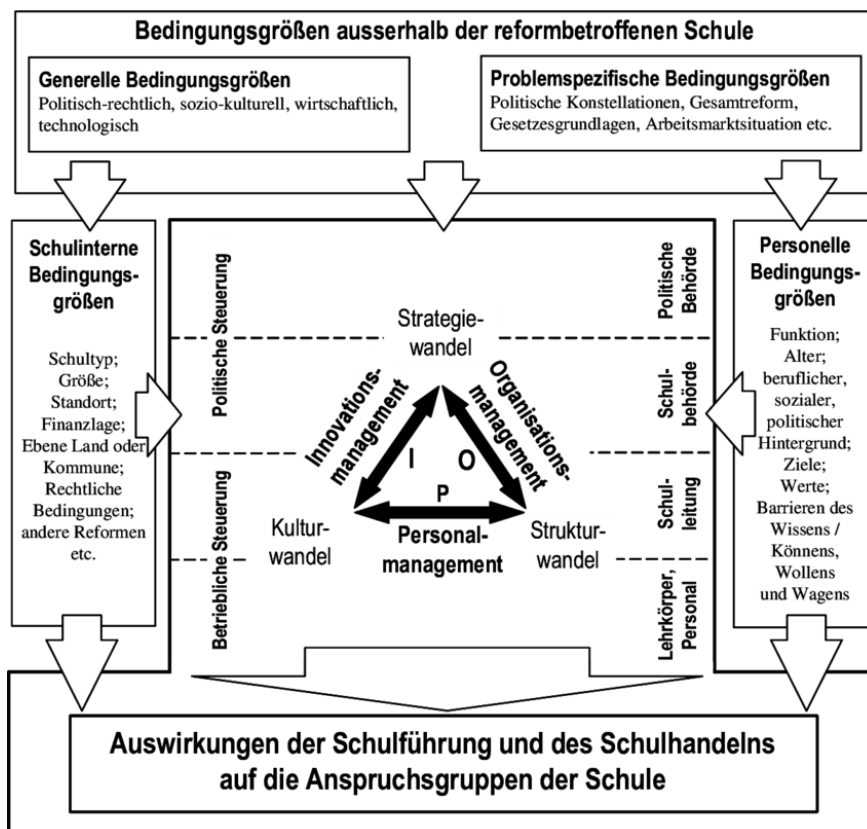 Bedingungsgrößen ausserhalb der reformbetroffenen Schule
Generelle Bedingungsgrößen
Politisch-rechtlich, sozio-kulturell, wirtschaftlich,
technologisch
Problemspezifische Bedingungsgrößen
Politische Konstellationen, Gesamtreform,
Gesetzesgrundlagen, Arbeitsmarktsituation etc.
Schulinterne
Bedingungs-
größen
Schultyp;
Größe;
Standort;
Finanzlage;
Ebene Land oder
Kommune;
Rechtliche
Bedingungen;
andere Reformen
etc.
Politische Steuerung
Betriebliche Steuerung
Strategie-
wandel
Innovations-
management
Organisations-
management
I
O
P
Kultur-
wandel
Personal-
management
Struktur-
wandel
Politische
Behörde
Schul-
behörde
Schul-
leitung
Lehrkörper,
Personal
Personelle
Bedingungs-
größen
Funktion;
Alter;
beruflicher,
sozialer,
politischer
Hintergrund;
Ziele;
Werte;
Barrieren des
Wissens /
Könnens,
Wollens
und Wagens
Auswirkungen der Schulführung und des Schulhandelns
auf die Anspruchsgruppen der Schule